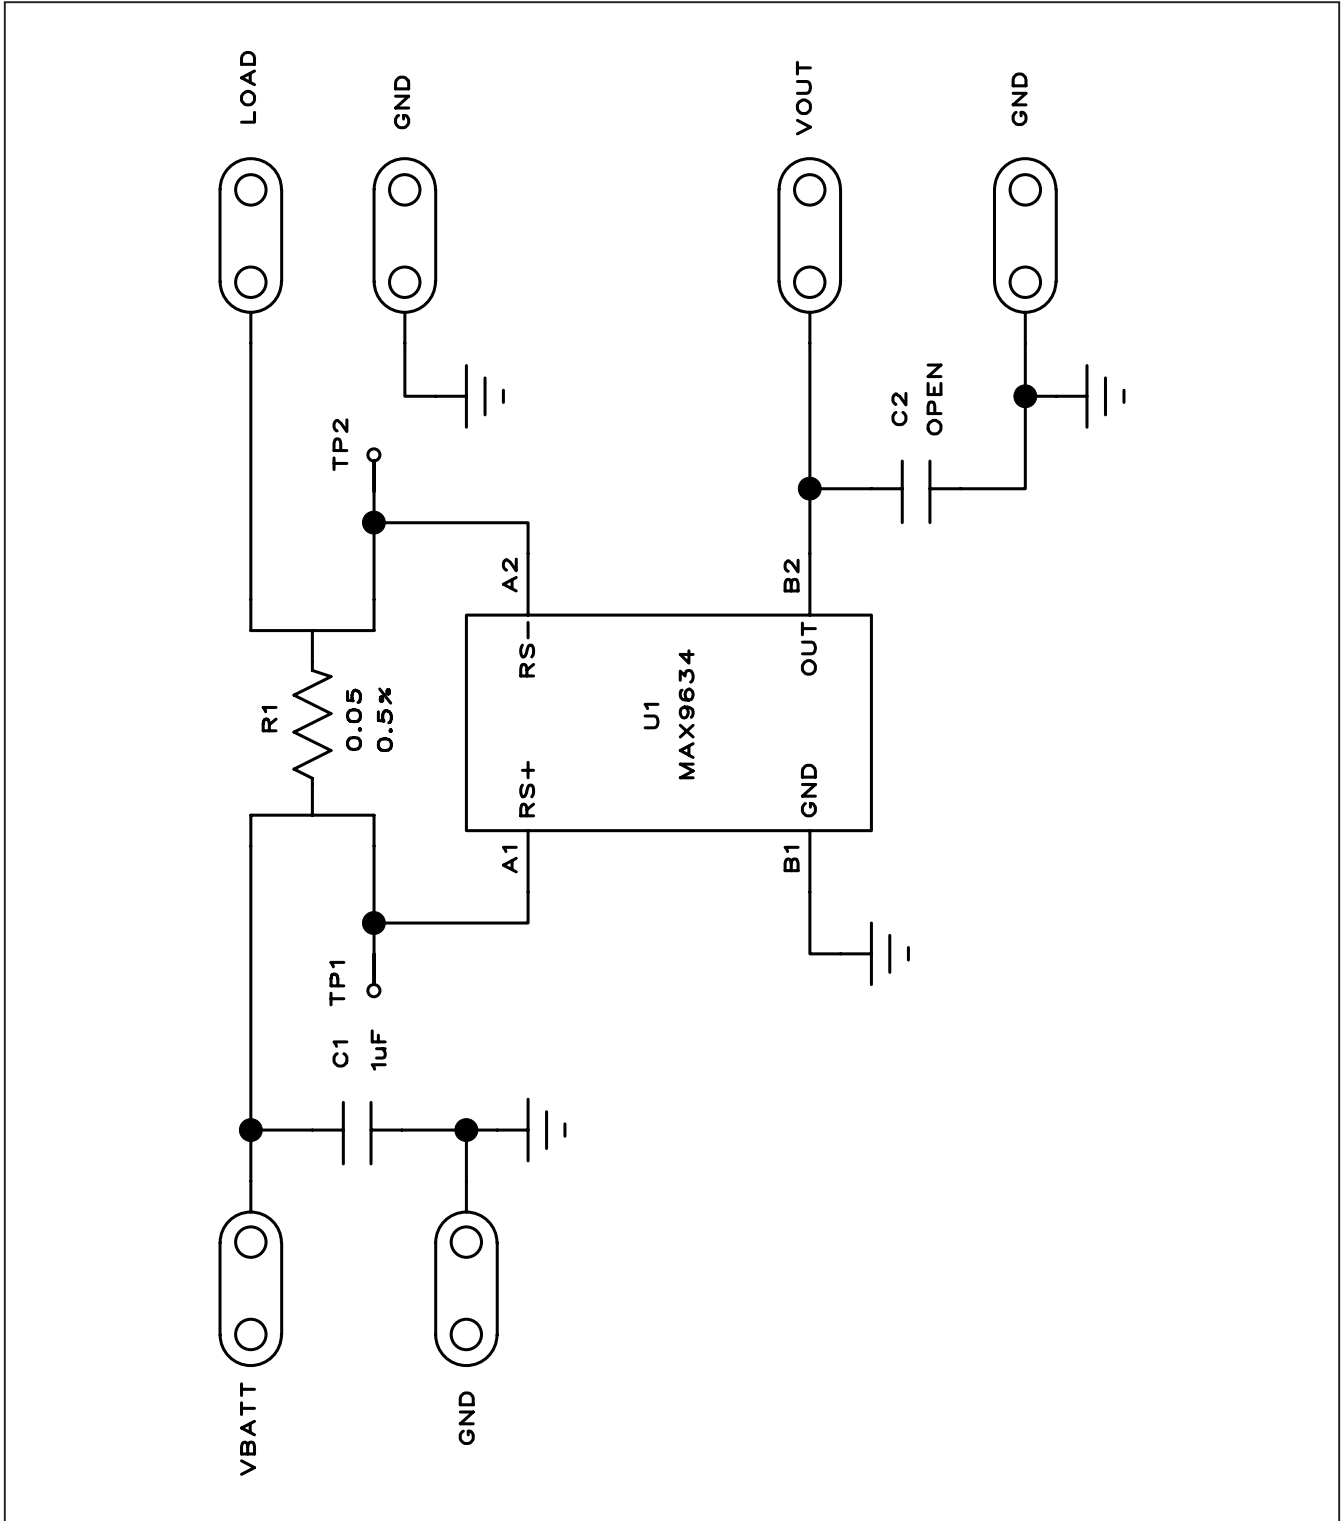 VBATT
GND
C1
1uF
TP1
R1
0.05
0.5%
TP2
LOAD
GND
A1
RS+
RS-
A2
U1
MAX9634
B1
GND
OUT
B2
C2
OPEN
VOUT
GND